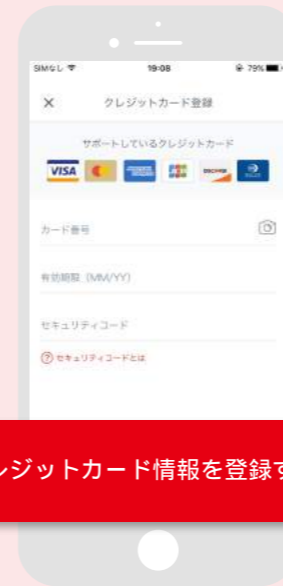 SIMなし 19:08 79%
× クレジットカード登録
サポートしているクレジットカード
VISA DISCOVER
カード番号
有効期限 (MM/YY)
セキュリティコード
? セキュリティコードとは
レジットカード情報を登録す